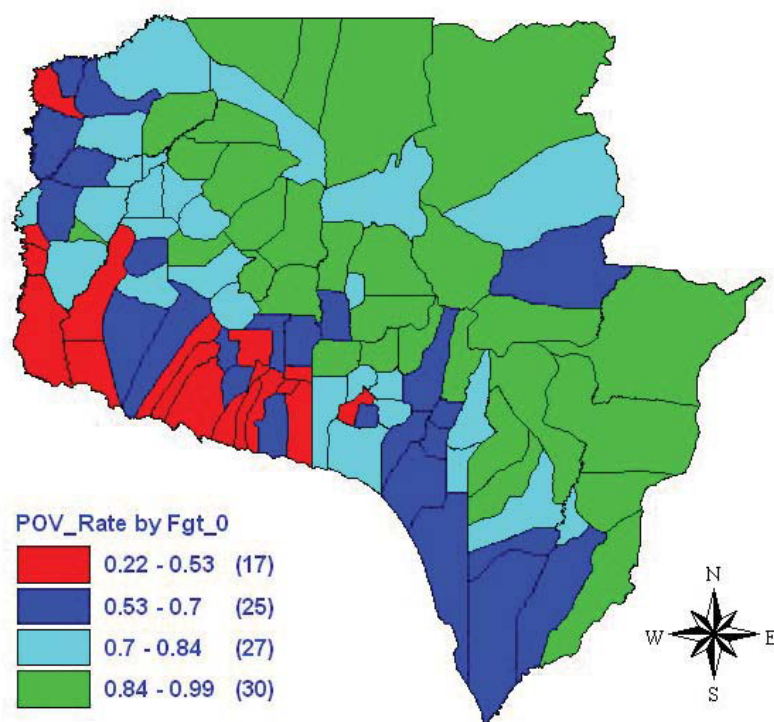 POV_Rate by Fgt_0
0.22 - 0.53 (17)
0.53 - 0.7 (25)
0.7 - 0.84 (27)
0.84 - 0.99 (30)
N
W E
S